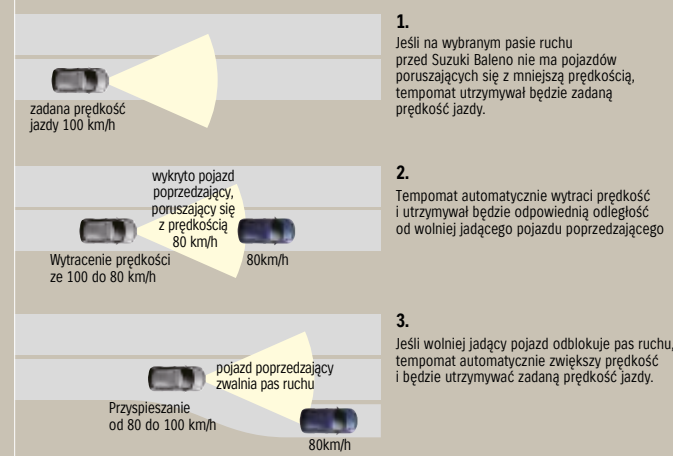 1.
Jeśli na wybranym pasie ruchu
przed Suzuki Baleno nie ma pojazdów
poruszających się z mniejszą prędkością,
tempomat utrzymywał będzie zadaną
prędkość jazdy.
zadana prędkość
jazdy 100 km/h
2.
Tempomat automatycznie wytraci prędkość
i utrzymywał będzie odpowiednią odległość
od wolniej jadącego pojazdu poprzedzającego
wykryto pojazd
poprzedzający,
poruszający się
z prędkością
80 km/h
Wytracenie prędkości
ze 100 do 80 km/h
80km/h
3.
Jeśli wolniej jadący pojazd odblokuje pas ruchu,
tempomat automatycznie zwiększy prędkość
i będzie utrzymywać zadaną prędkość jazdy.
pojazd poprzedzający
zwalnia pas ruchu
Przyspieszanie
od 80 do 100 km/h
80km/h